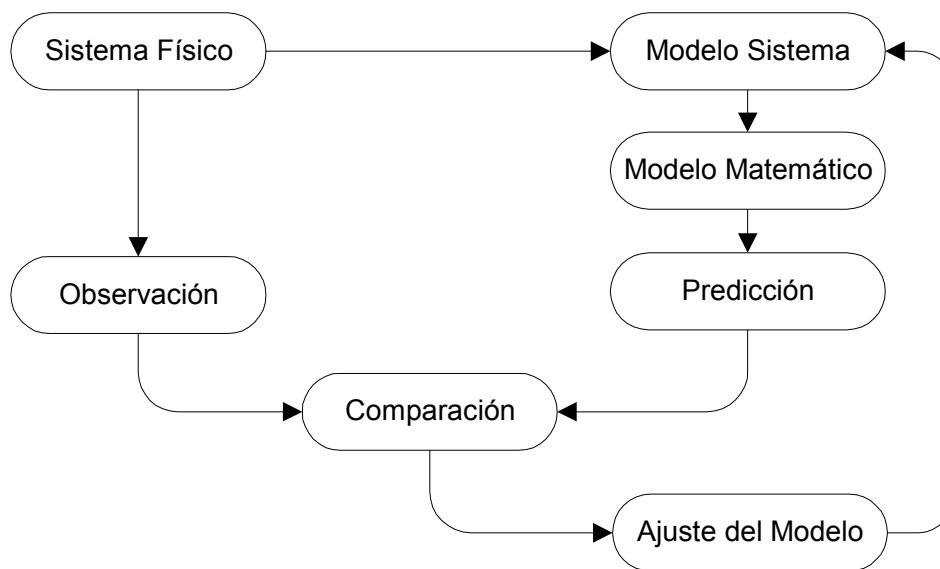 Sistema Físico
Modelo Sistema
Modelo Matemático
Observación
Predicción
Comparación
Ajuste del Modelo